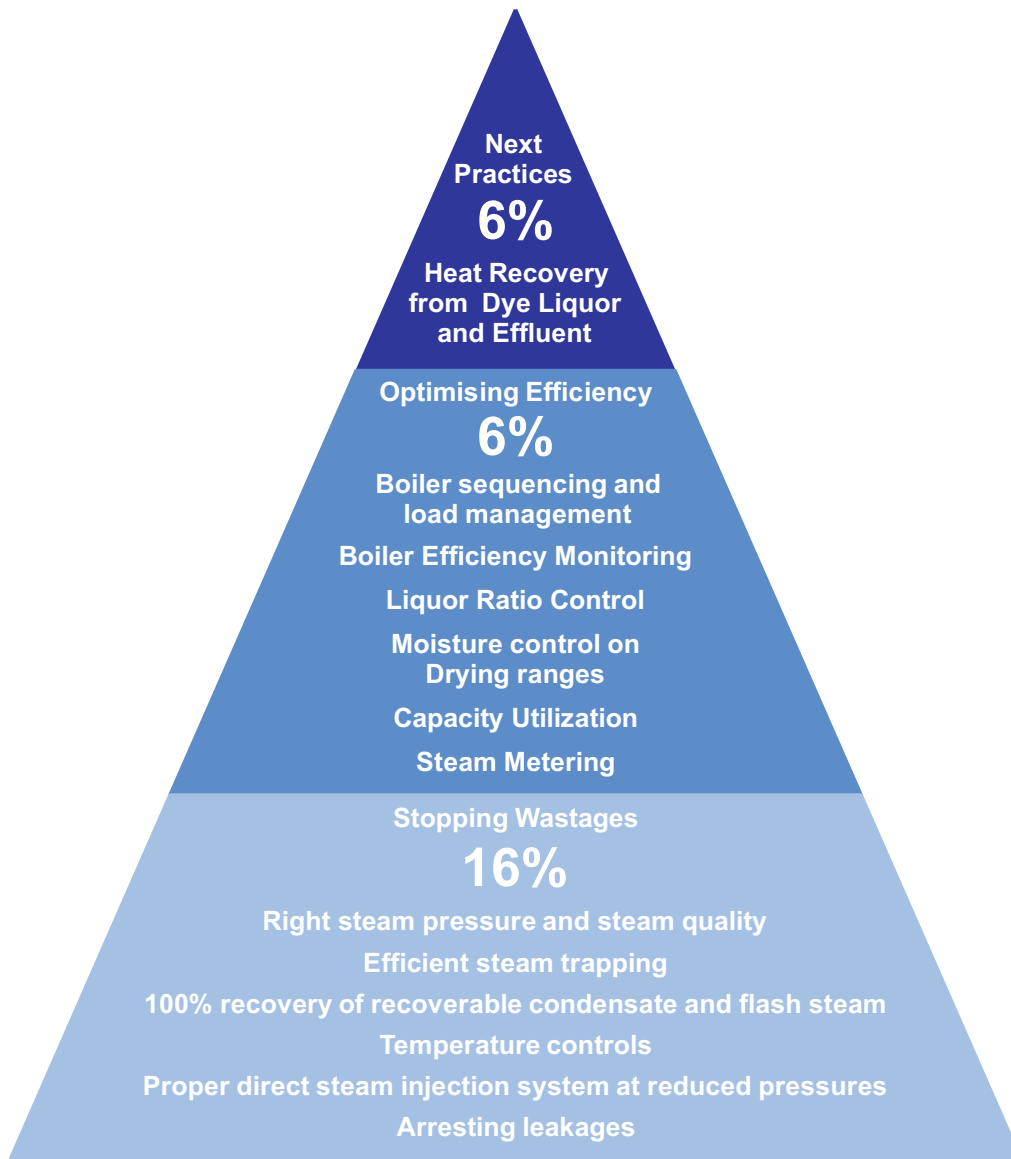 Next
Practices
6%
Heat Recovery
from  Dye Liquor
and Effluent
Optimising Efficiency
6%
Boiler sequencing and
load management
Boiler Efficiency Monitoring
Liquor Ratio Control
Moisture control on
Drying ranges
Capacity Utilization
Steam Metering
Stopping Wastages
16%
Right steam pressure and steam quality
Efficient steam trapping
100% recovery of recoverable condensate and flash steam
Temperature controls
Proper direct steam injection system at reduced pressures
Arresting leakages